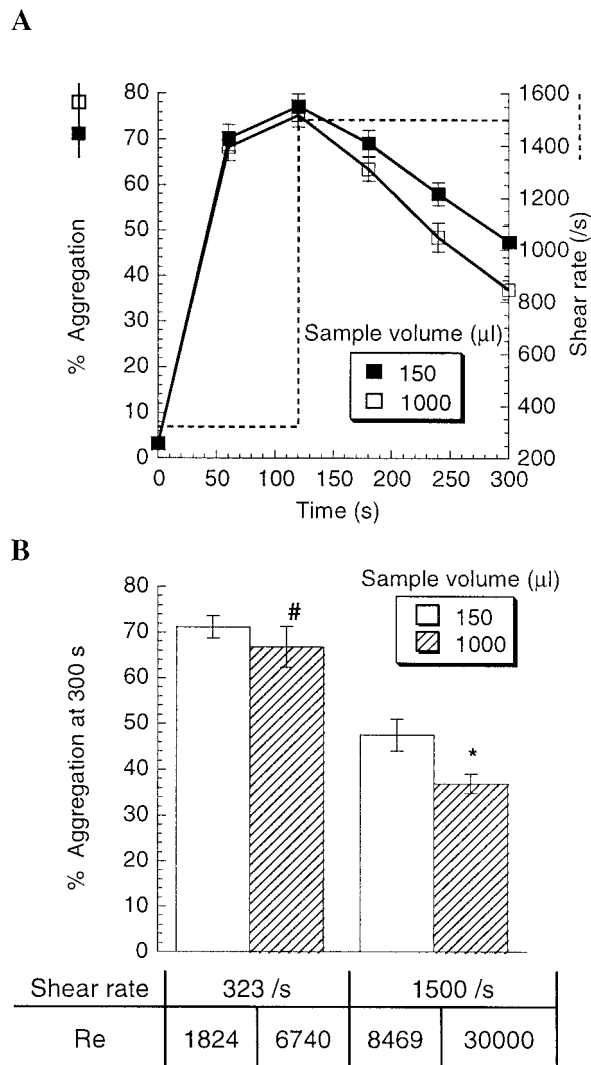 A
80
70
60
50
40
30
20
10
0
% Aggregation
1600
1400
1200
1000
800
600
400
200
Shear rate (/s)
Sample volume (μl)
150
1000
0 50 100 150 200 250 300
Time (s)
B
80
70
60
50
40
30
20
10
0
% Aggregation at 300 s
Sample volume (μl)
150
1000
#
*
Shear rate 323 /s 1500 /s
Re 1824 6740 8469 30000